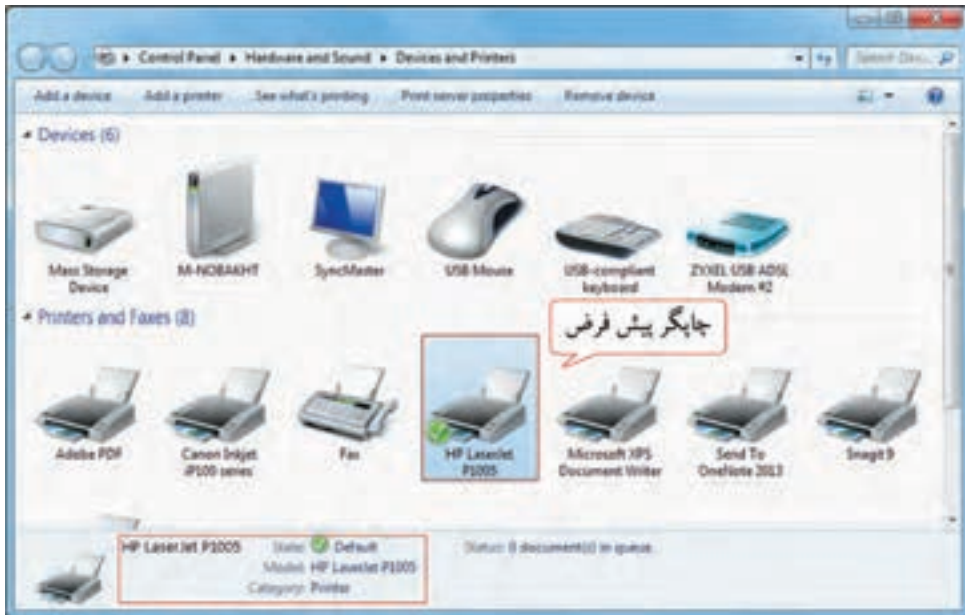 Control Panel ▸ Hardware and Sound ▸ Devices and Printers
Add a device Add a printer See what's printing Print server properties Remove device
Devices (6)
Mass Storage Device
M-NOBAKHT
SyncMaster
USB Mouse
USB-compliant keyboard
ZYXEL USB ADSL Modem #2
Printers and Faxes (8)
چاپگر پیش فرض
Adobe PDF
Canon Inkjet iP100 series
Fax
HP LaserJet P1005
Microsoft XPS Document Writer
Send To OneNote 2013
Snagit 9
HP LaserJet P1005 State: Default Status: 0 document(s) in queue
Model: HP LaserJet P1005
Category: Printer